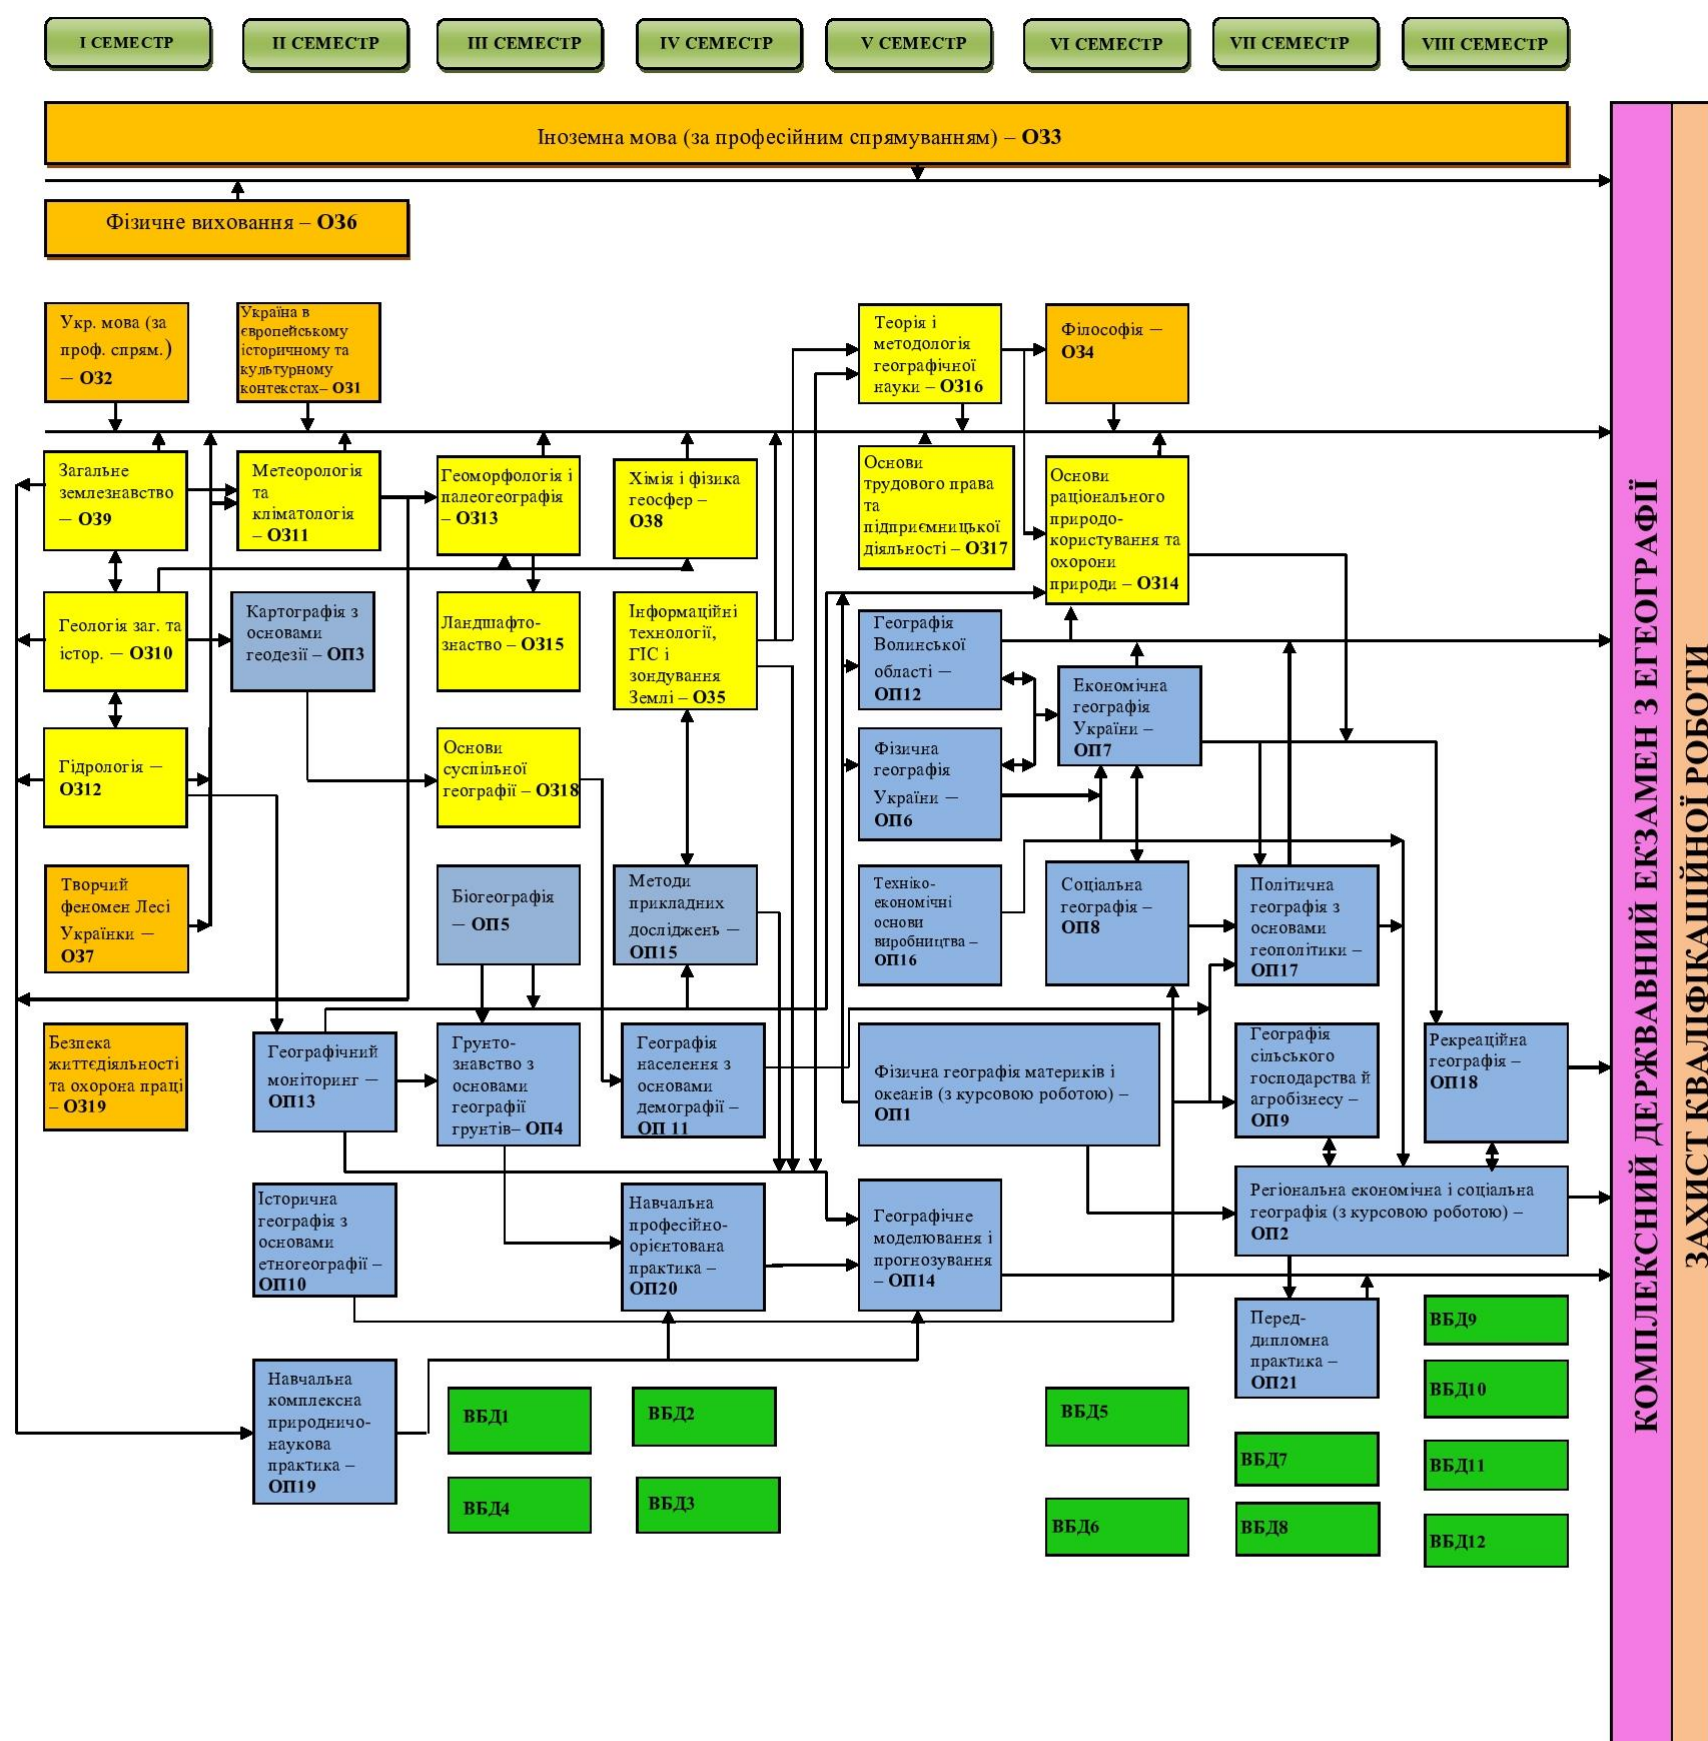 I СЕМЕСТР
II СЕМЕСТР
III СЕМЕСТР
IV СЕМЕСТР
V СЕМЕСТР
VI СЕМЕСТР
VII СЕМЕСТР
VIII СЕМЕСТР
Іноземна мова (за професійним спрямуванням) – ОЗ3
Фізичне виховання – ОЗ6
Укр. мова (за
проф. спрям.)
— ОЗ2
Україна в
європейському
історичному та
культурному
контекстах– ОЗ1
Теорія і
методологія
географічної
науки – ОЗ16
Філософія —
ОЗ4
Загальне
землезнавство
— ОЗ9
Метеорологія
та
кліматологія
– ОЗ11
Геоморфологія і
палеогеографія
– ОЗ13
Хімія і фізика
геосфер –
ОЗ8
Основи
трудового права
та
підприємницької
діяльності – ОЗ17
Основи
раціонального
природо-
користування та
охорони
природи – ОЗ14
Геологія заг. та
істор. — ОЗ10
Картографія з
основами
геодезії – ОП3
Ландшафто-
знаство – ОЗ15
Інформаційні
технології,
ГІС і
зондування
Землі – ОЗ5
Географія
Волинської
області —
ОП12
Економічна
географія
України –
ОП7
Гідрологія —
ОЗ12
Основи
суспільної
географії – ОЗ18
Фізична
географія
України —
ОП6
Творчий
феномен Лесі
Українки —
ОЗ7
Біогеографія
— ОП5
Методи
прикладних
досліджень —
ОП15
Техніко-
економічні
основи
виробництва –
ОП16
Соціальна
географія –
ОП8
Політична
географія з
основами
геополітики –
ОП17
Безпека
життєдіяльності
та охорона праці
– ОЗ19
Географічний
моніторинг —
ОП13
Грунто-
знавство з
основами
географії
грунтів– ОП4
Географія
населення з
основами
демографії –
ОП 11
Фізична географія материків і
океанів (з курсовою роботою) –
ОП1
Географія
сільського
господарства й
агробізнесу –
ОП9
Рекреаційна
географія –
ОП18
Історична
географія з
основами
етногеографії –
ОП10
Навчальна
професійно-
орієнтована
практика –
ОП20
Географічне
моделювання і
прогнозування
– ОП14
Регіональна економічна і соціальна
географія (з курсовою роботою) –
ОП2
Перед-
дипломна
практика –
ОП21
Навчальна
комплексна
природничо-
наукова
практика –
ОП19
ВБД1
ВБД2
ВБД4
ВБД3
ВБД5
ВБД6
ВБД7
ВБД8
ВБД9
ВБД10
ВБД11
ВБД12
КОМПЛЕКСНИЙ ДЕРЖВАВНИЙ ЕКЗАМЕН З ЕГЕОГРАФІЇ
ЗАХИСТ КВАЛІФІКАЦІЙНОЇ РОБОТИ